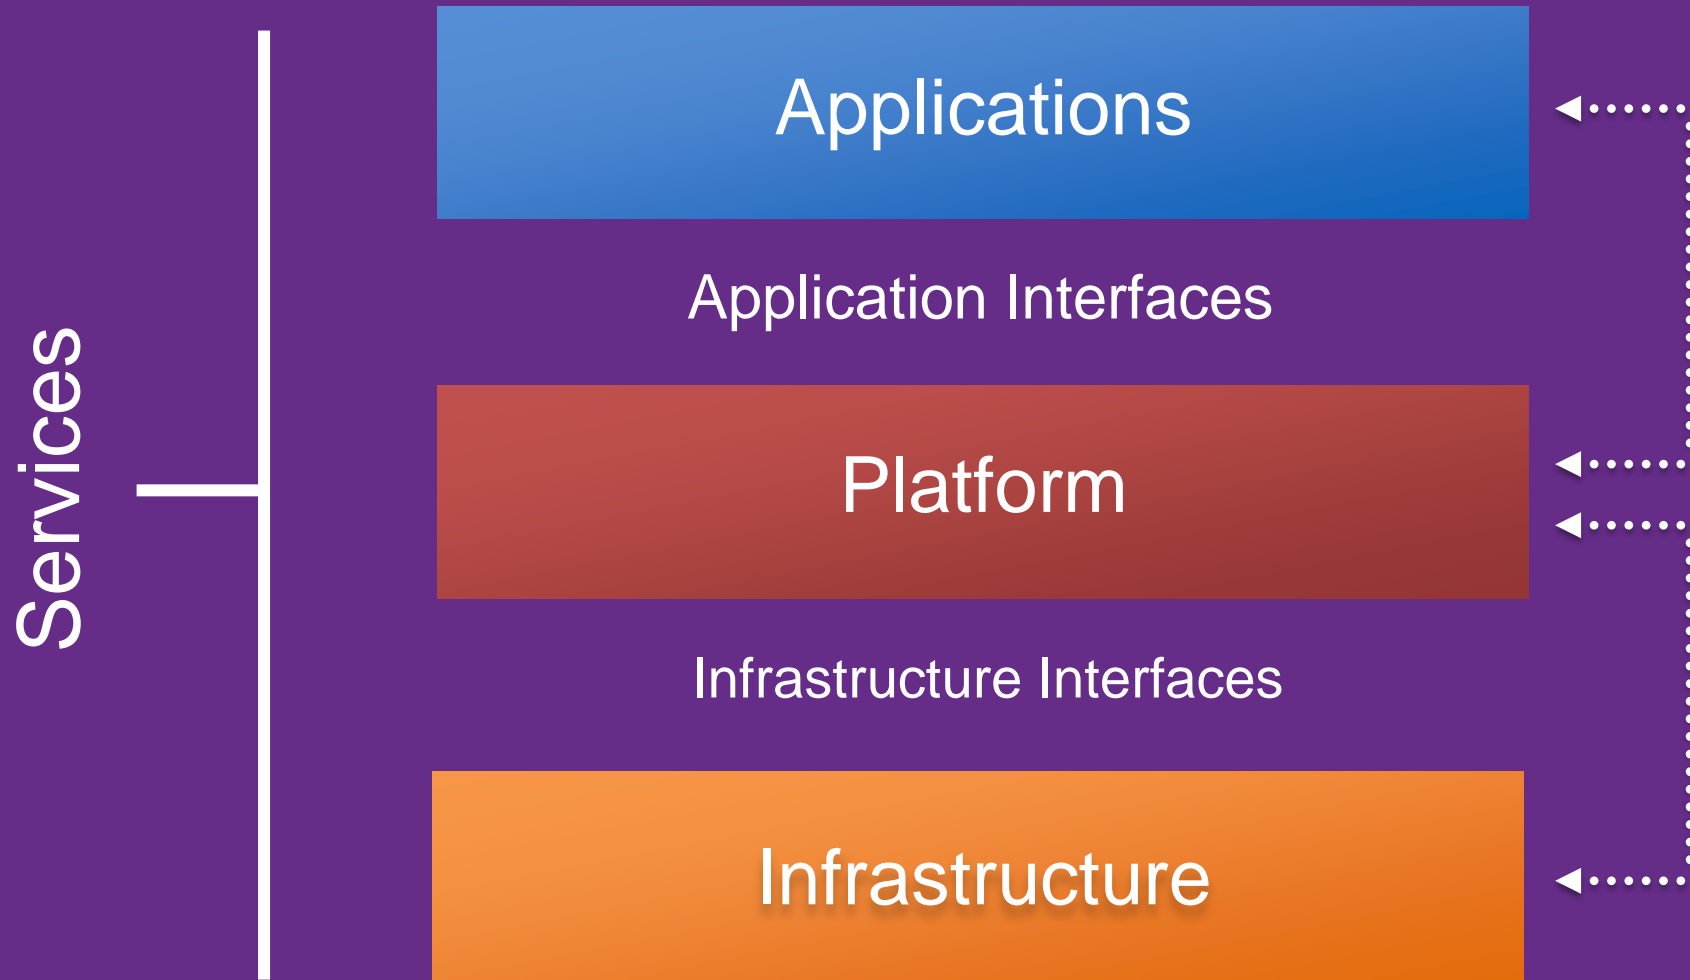 Services
Applications
Application Interfaces
Platform
Infrastructure Interfaces
Infrastructure